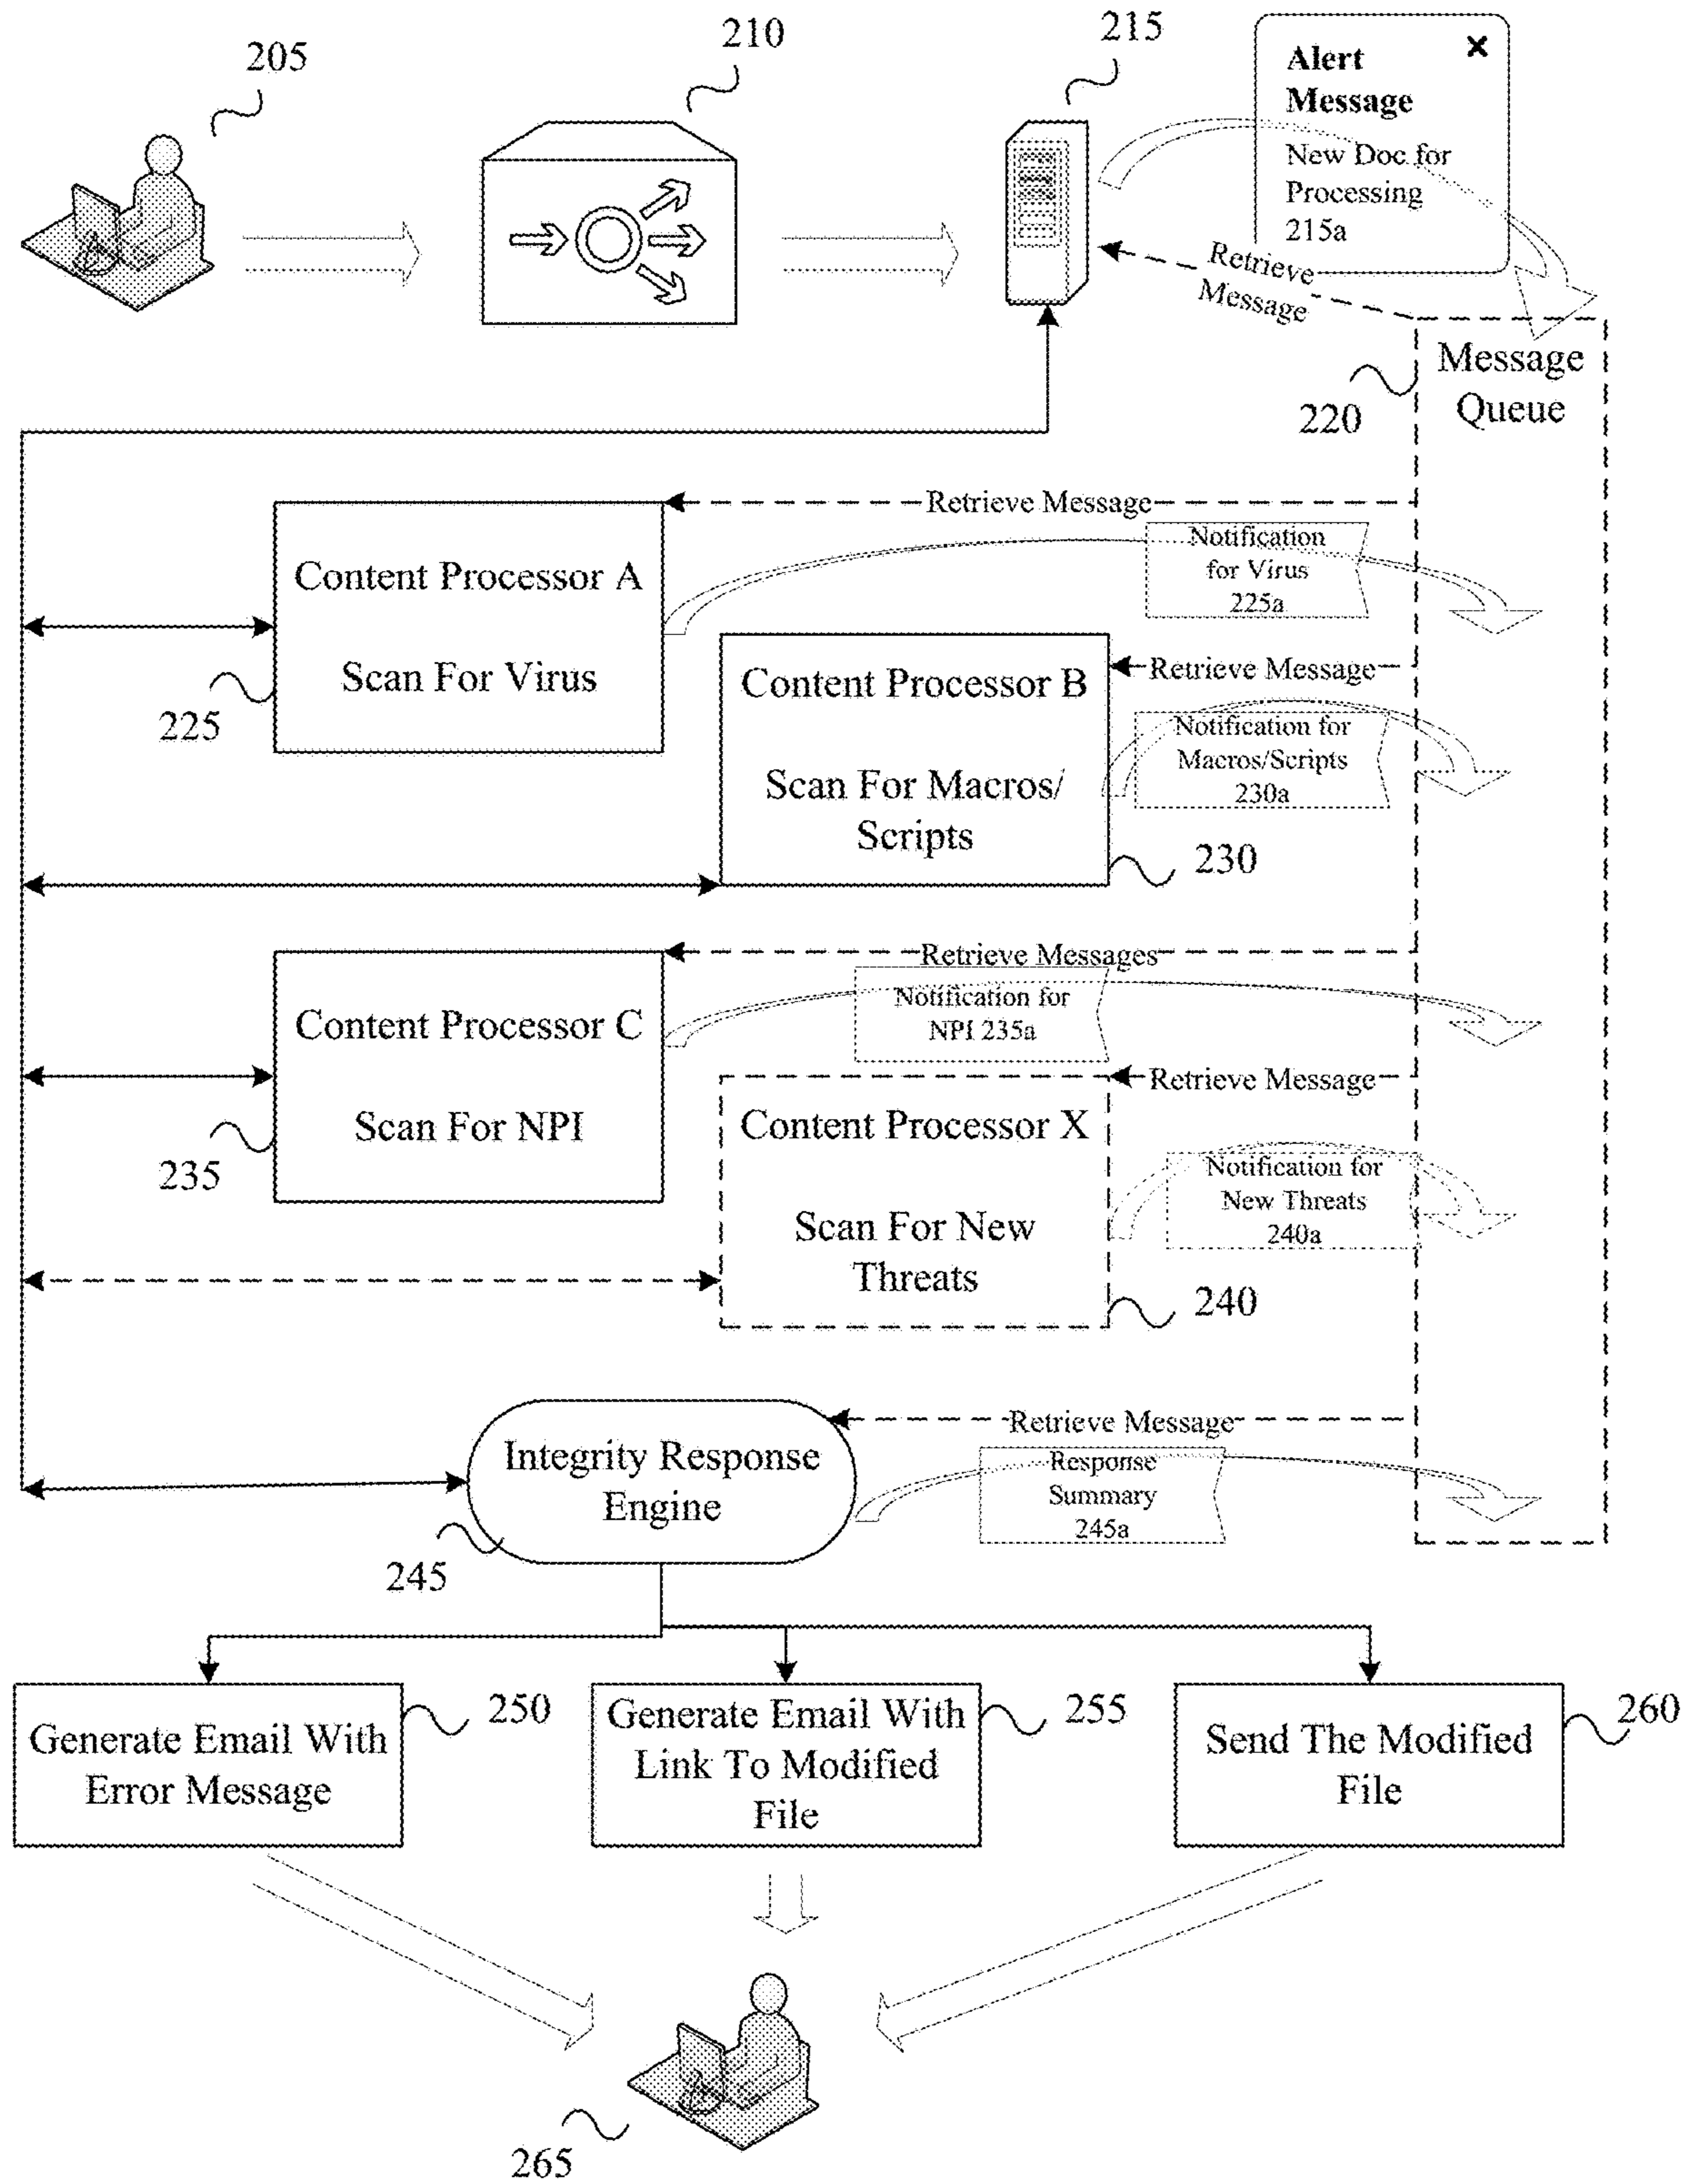 205
210
215
Alert
Message
New Doc for
Processing
215a
Retrieve
Message
Message
Queue
220
Retrieve Message
Notification
for Virus
225a
Content Processor A
Scan For Virus
225
Retrieve Message
Content Processor B
Scan For Macros/
Scripts
Notification for
Macros/Scripts
230a
230
Retrieve Messages
Content Processor C
Scan For NPI
235
Notification for
NPI 235a
Retrieve Message
Content Processor X
Scan For New
Threats
Notification for
New Threats
240a
240
Retrieve Message
Integrity Response
Engine
245
Response
Summary
245a
Generate Email With
Error Message
250
Generate Email With
Link To Modified
File
255
Send The Modified
File
260
265